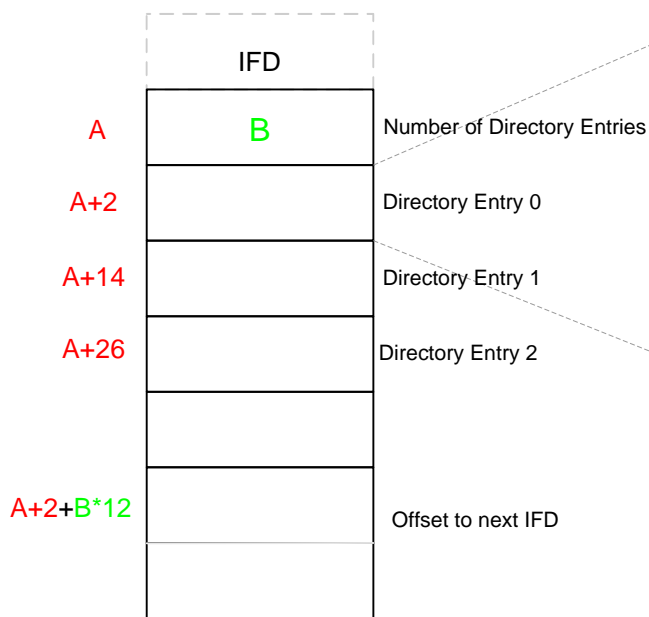 IFD
A
B
Number of Directory Entries
A+2
Directory Entry 0
A+14
Directory Entry 1
A+26
Directory Entry 2
A+2+B*12
Offset to next IFD